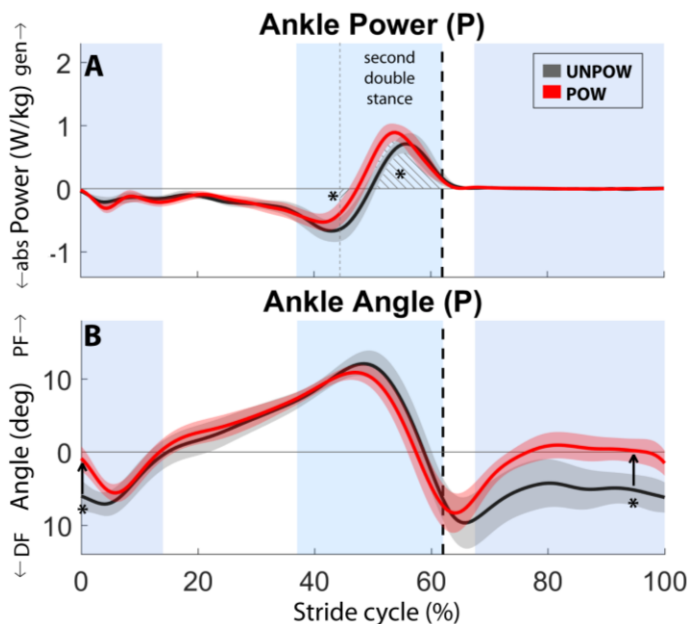 Ankle Power (P)
A
second
double
stance
UNPOW
POW
←abs Power (W/kg) gen→
2
1
0
-1
*
*
Ankle Angle (P)
B
←DF Angle (deg) PF→
10
0
10
*
*
0 20 40 60 80 100
Stride cycle (%)